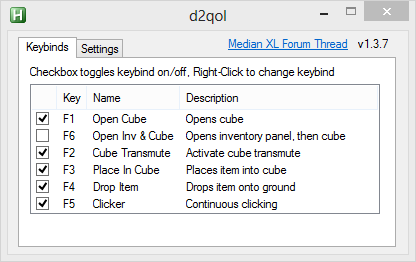 d2qol
Keybinds Settings Median XL Forum Thread v1.3.7
Checkbox toggles keybind on/off, Right-Click to change keybind
Key Name Description
F1 Open Cube Opens cube
F6 Open Inv & Cube Opens inventory panel, then cube
F2 Cube Transmute Activate cube transmute
F3 Place In Cube Places item into cube
F4 Drop Item Drops item onto ground
F5 Clicker Continuous clicking